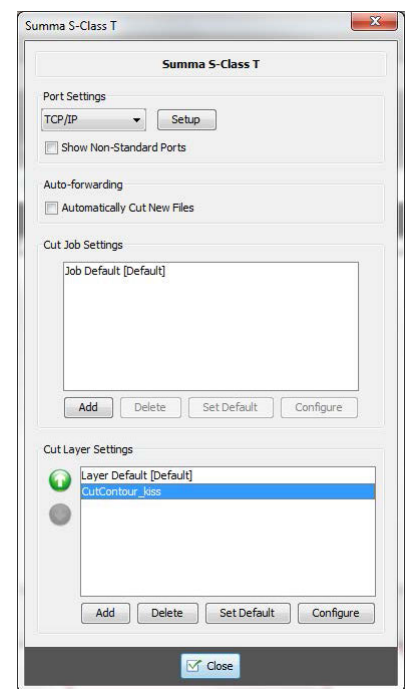 Summa S-Class T
Summa S-Class T
Port Settings
TCP/IP Setup
Show Non-Standard Ports
Auto-forwarding
Automatically Cut New Files
Cut Job Settings
Job Default [Default]
Add Delete Set Default Configure
Cut Layer Settings
Layer Default [Default]
CutContour_kiss
Add Delete Set Default Configure
Close